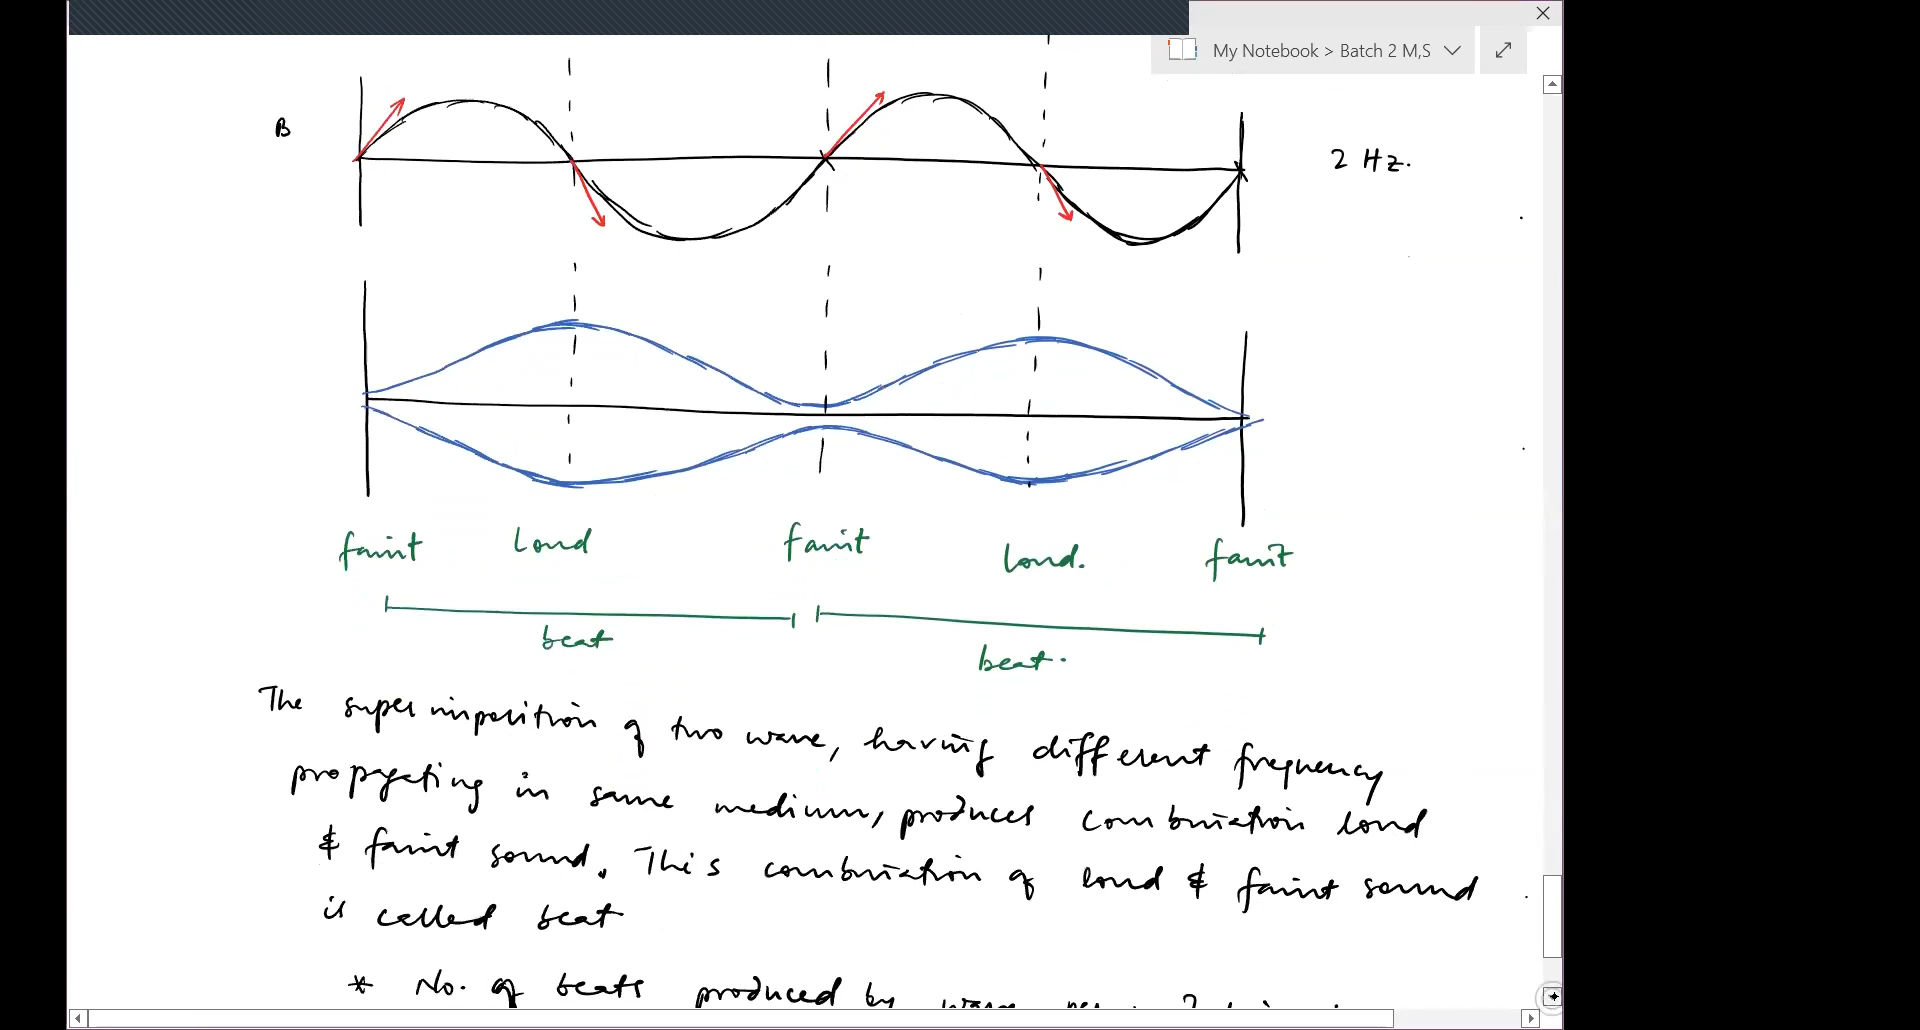 My Notebook > Batch 2 M,S
B
2 Hz.
faint Loud faint Loud. faint
beat beat.
The superimposition of two wave, having different frequency
propagating in same medium, produces combination loud
& faint sound. This combination of loud & faint sound
is called beat
* No. of beats produced by